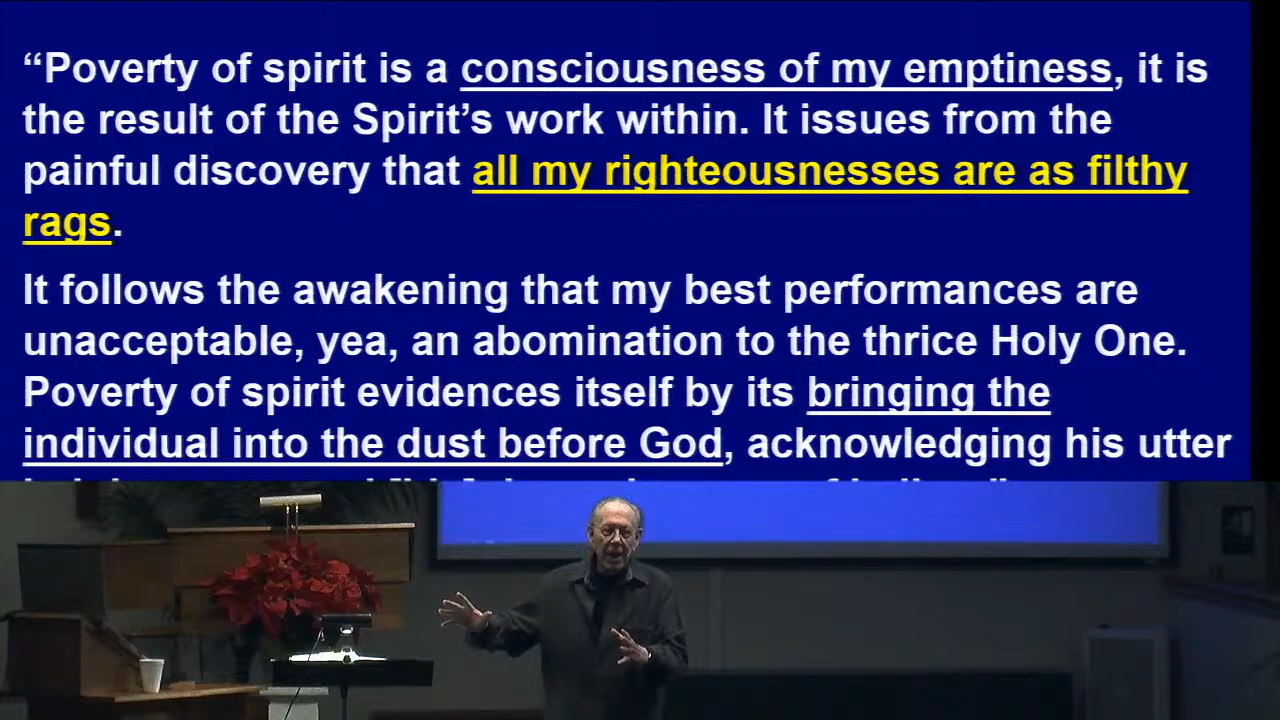 “Poverty of spirit is a consciousness of my emptiness, it is
the result of the Spirit’s work within. It issues from the
painful discovery that all my righteousnesses are as filthy
rags.
It follows the awakening that my best performances are
unacceptable, yea, an abomination to the thrice Holy One.
Poverty of spirit evidences itself by its bringing the
individual into the dust before God, acknowledging his utter